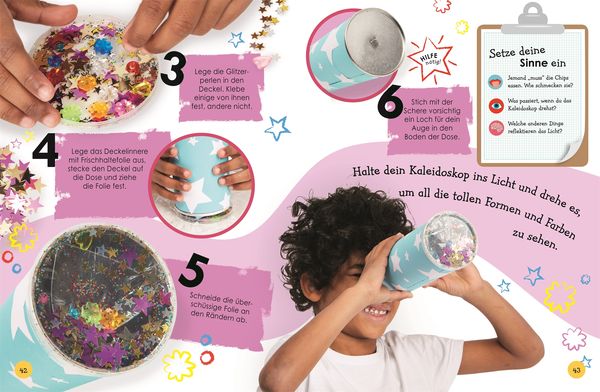 3
Lege die Glitzer-
perlen in den
Deckel. Klebe
einige von ihnen
fest, andere nicht.
4
Lege das Deckelinnere
mit Frischhaltefolie aus,
stecke den Deckel auf
die Dose und ziehe
die Folie fest.
5
Schneide die über-
schüssige Folie an
den Rändern ab.
42
HILFE
nötig!
6
Stich mit der
Schere vorsichtig
ein Loch für dein
Auge in den
Boden der Dose.
Setze deine
Sinne ein
Jemand „muss" die Chips
essen. Wie schmecken sie?
Was passiert, wenn du das
Kaleidoskop drehst?
Welche anderen Dinge
reflektieren das Licht?
Halte dein Kaleidoskop ins Licht und drehe es,
um all die tollen Formen und Farben
zu sehen.
43